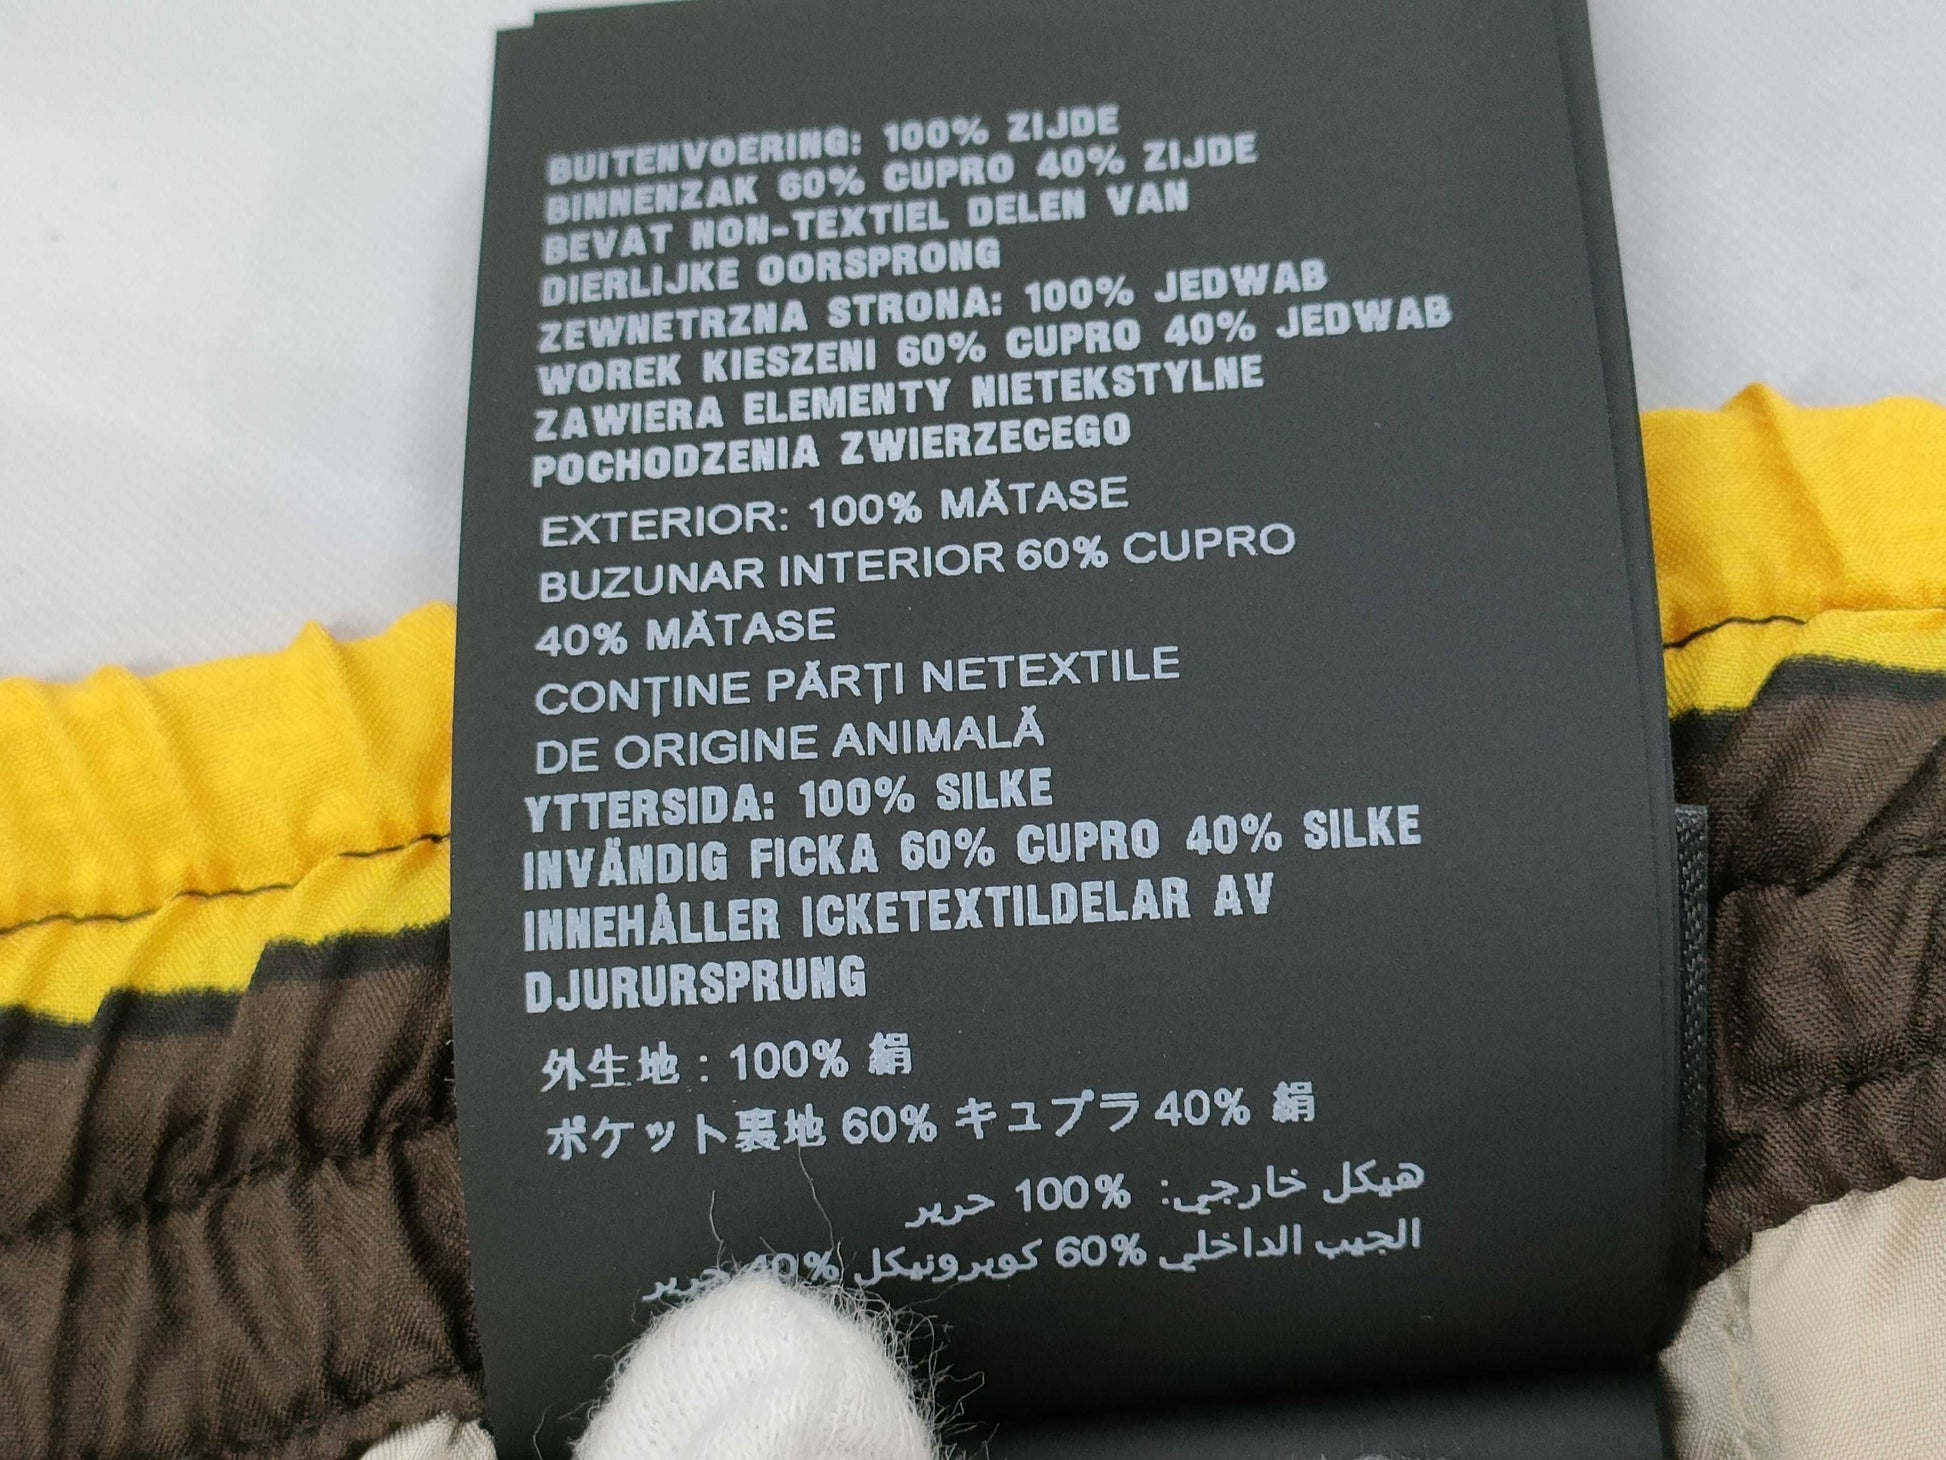 BUITENVOERING: 100% ZIJDE
BINNENZAK 60% CUPRO 40% ZIJDE
BEVAT NON-TEXTIEL DELEN VAN
DIERLIJKE OORSPRONG
ZEWNETRZNA STRONA: 100% JEDWAB
WOREK KIESZENI 60% CUPRO 40% JEDWAB
ZAWIERA ELEMENTY NIETEKSTYLNE
POCHODZENIA ZWIERZECEGO
EXTERIOR: 100% MĂTASE
BUZUNAR INTERIOR 60% CUPRO
40% MĂTASE
CONȚINE PĂRȚI NETEXTILE
DE ORIGINE ANIMALĂ
YTTERSIDA: 100% SILKE
INVÄNDIG FICKA 60% CUPRO 40% SILKE
INNEHÅLLER ICKETEXTILDELAR AV
DJURURSPRUNG
外生地 : 100% 絹
ポケット裏地 60% キュプラ 40% 絹
هيكل خارجي: 100% حرير
الجيب الداخلي 60% كوبرونيكل 40% حرير